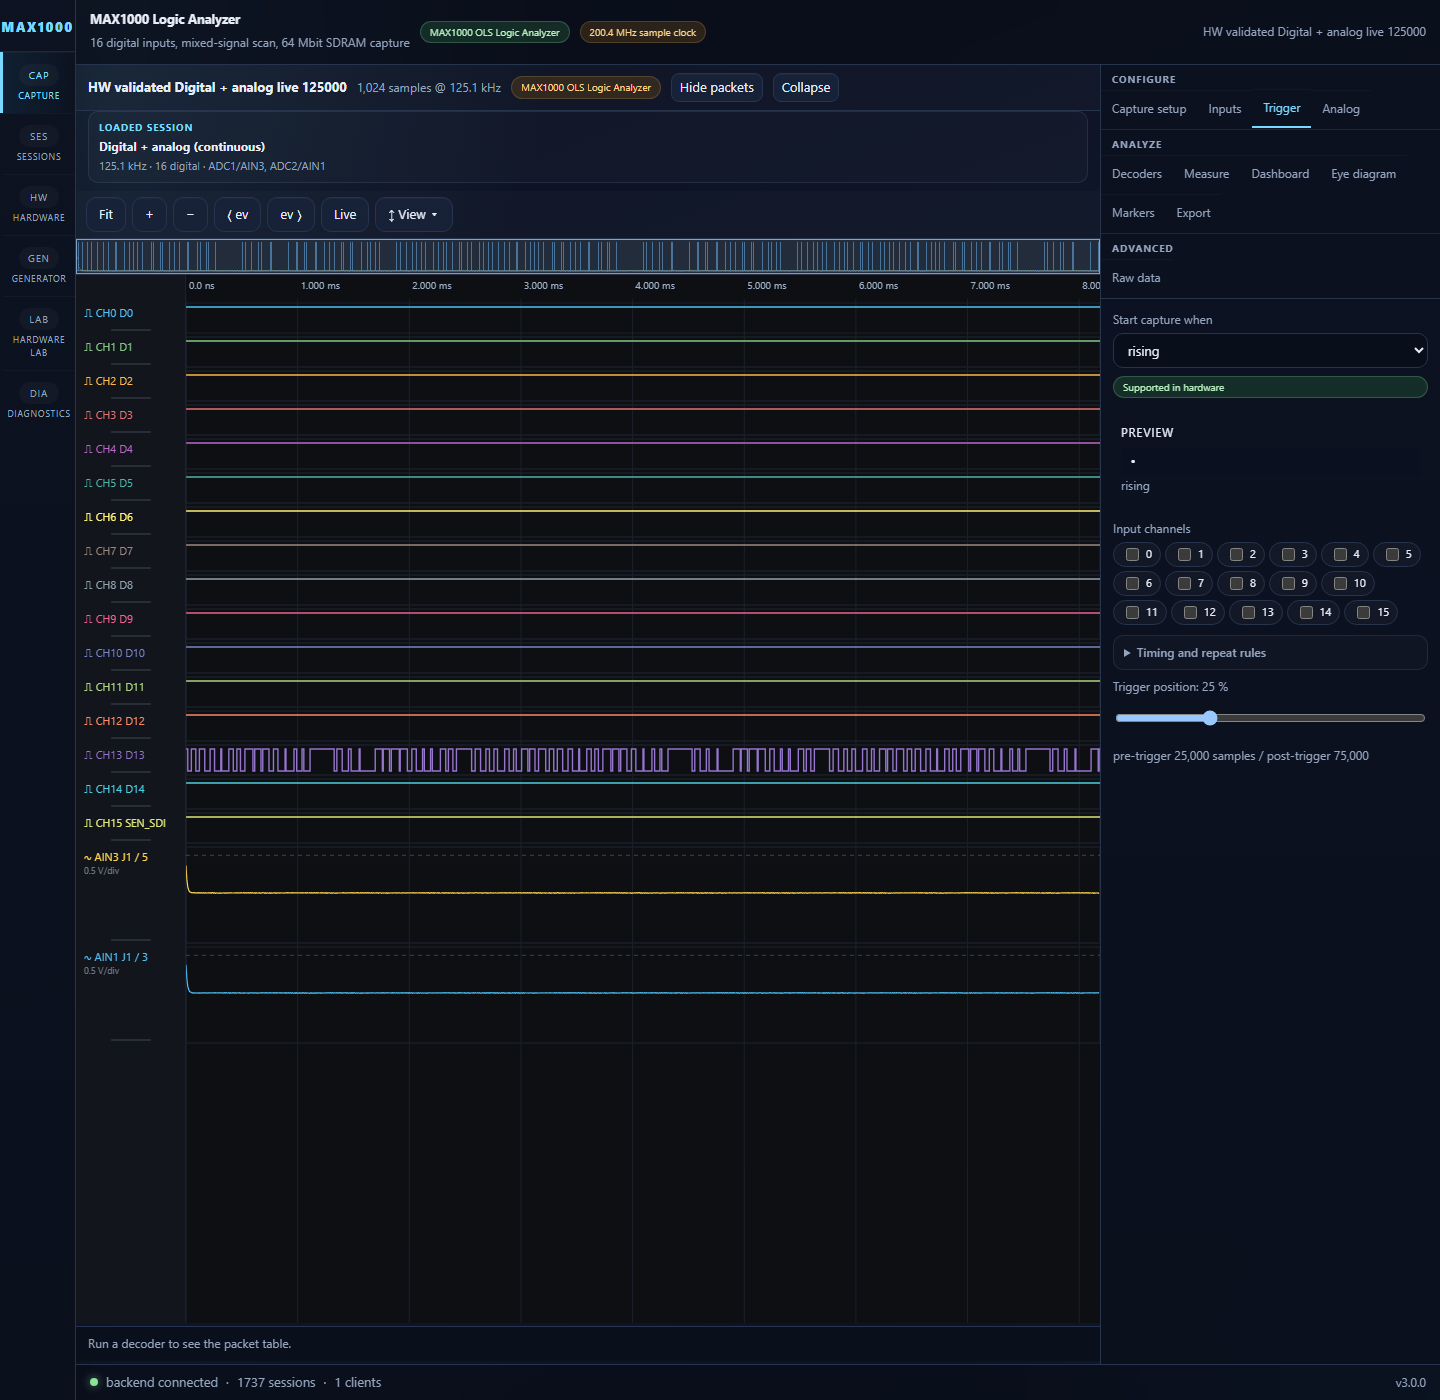 MAX1000
CAP
CAPTURE
SES
SESSIONS
HW
HARDWARE
GEN
GENERATOR
LAB
HARDWARE
LAB
DIA
DIAGNOSTICS
MAX1000 Logic Analyzer
16 digital inputs, mixed-signal scan, 64 Mbit SDRAM capture
MAX1000 OLS Logic Analyzer
200.4 MHz sample clock
HW validated Digital + analog live 125000
HW validated Digital + analog live 125000
1,024 samples @ 125.1 kHz
MAX1000 OLS Logic Analyzer
Hide packets
Collapse
LOADED SESSION
Digital + analog (continuous)
125.1 kHz · 16 digital · ADC1/AIN3, ADC2/AIN1
Fit
+
−
⟨ ev
ev ⟩
Live
↕ View ▾
0.0 ns 1.000 ms 2.000 ms 3.000 ms 4.000 ms 5.000 ms 6.000 ms 7.000 ms 8.00
CH0 D0
CH1 D1
CH2 D2
CH3 D3
CH4 D4
CH5 D5
CH6 D6
CH7 D7
CH8 D8
CH9 D9
CH10 D10
CH11 D11
CH12 D12
CH13 D13
CH14 D14
CH15 SEN_SDI
~ AIN3 J1 / 5
0.5 V/div
~ AIN1 J1 / 3
0.5 V/div
Run a decoder to see the packet table.
CONFIGURE
Capture setup Inputs Trigger Analog
ANALYZE
Decoders Measure Dashboard Eye diagram
Markers Export
ADVANCED
Raw data
Start capture when
rising
Supported in hardware
PREVIEW
•
rising
Input channels
0 1 2 3 4 5
6 7 8 9 10
11 12 13 14 15
▶ Timing and repeat rules
Trigger position: 25 %
pre-trigger 25,000 samples / post-trigger 75,000
backend connected · 1737 sessions · 1 clients
v3.0.0